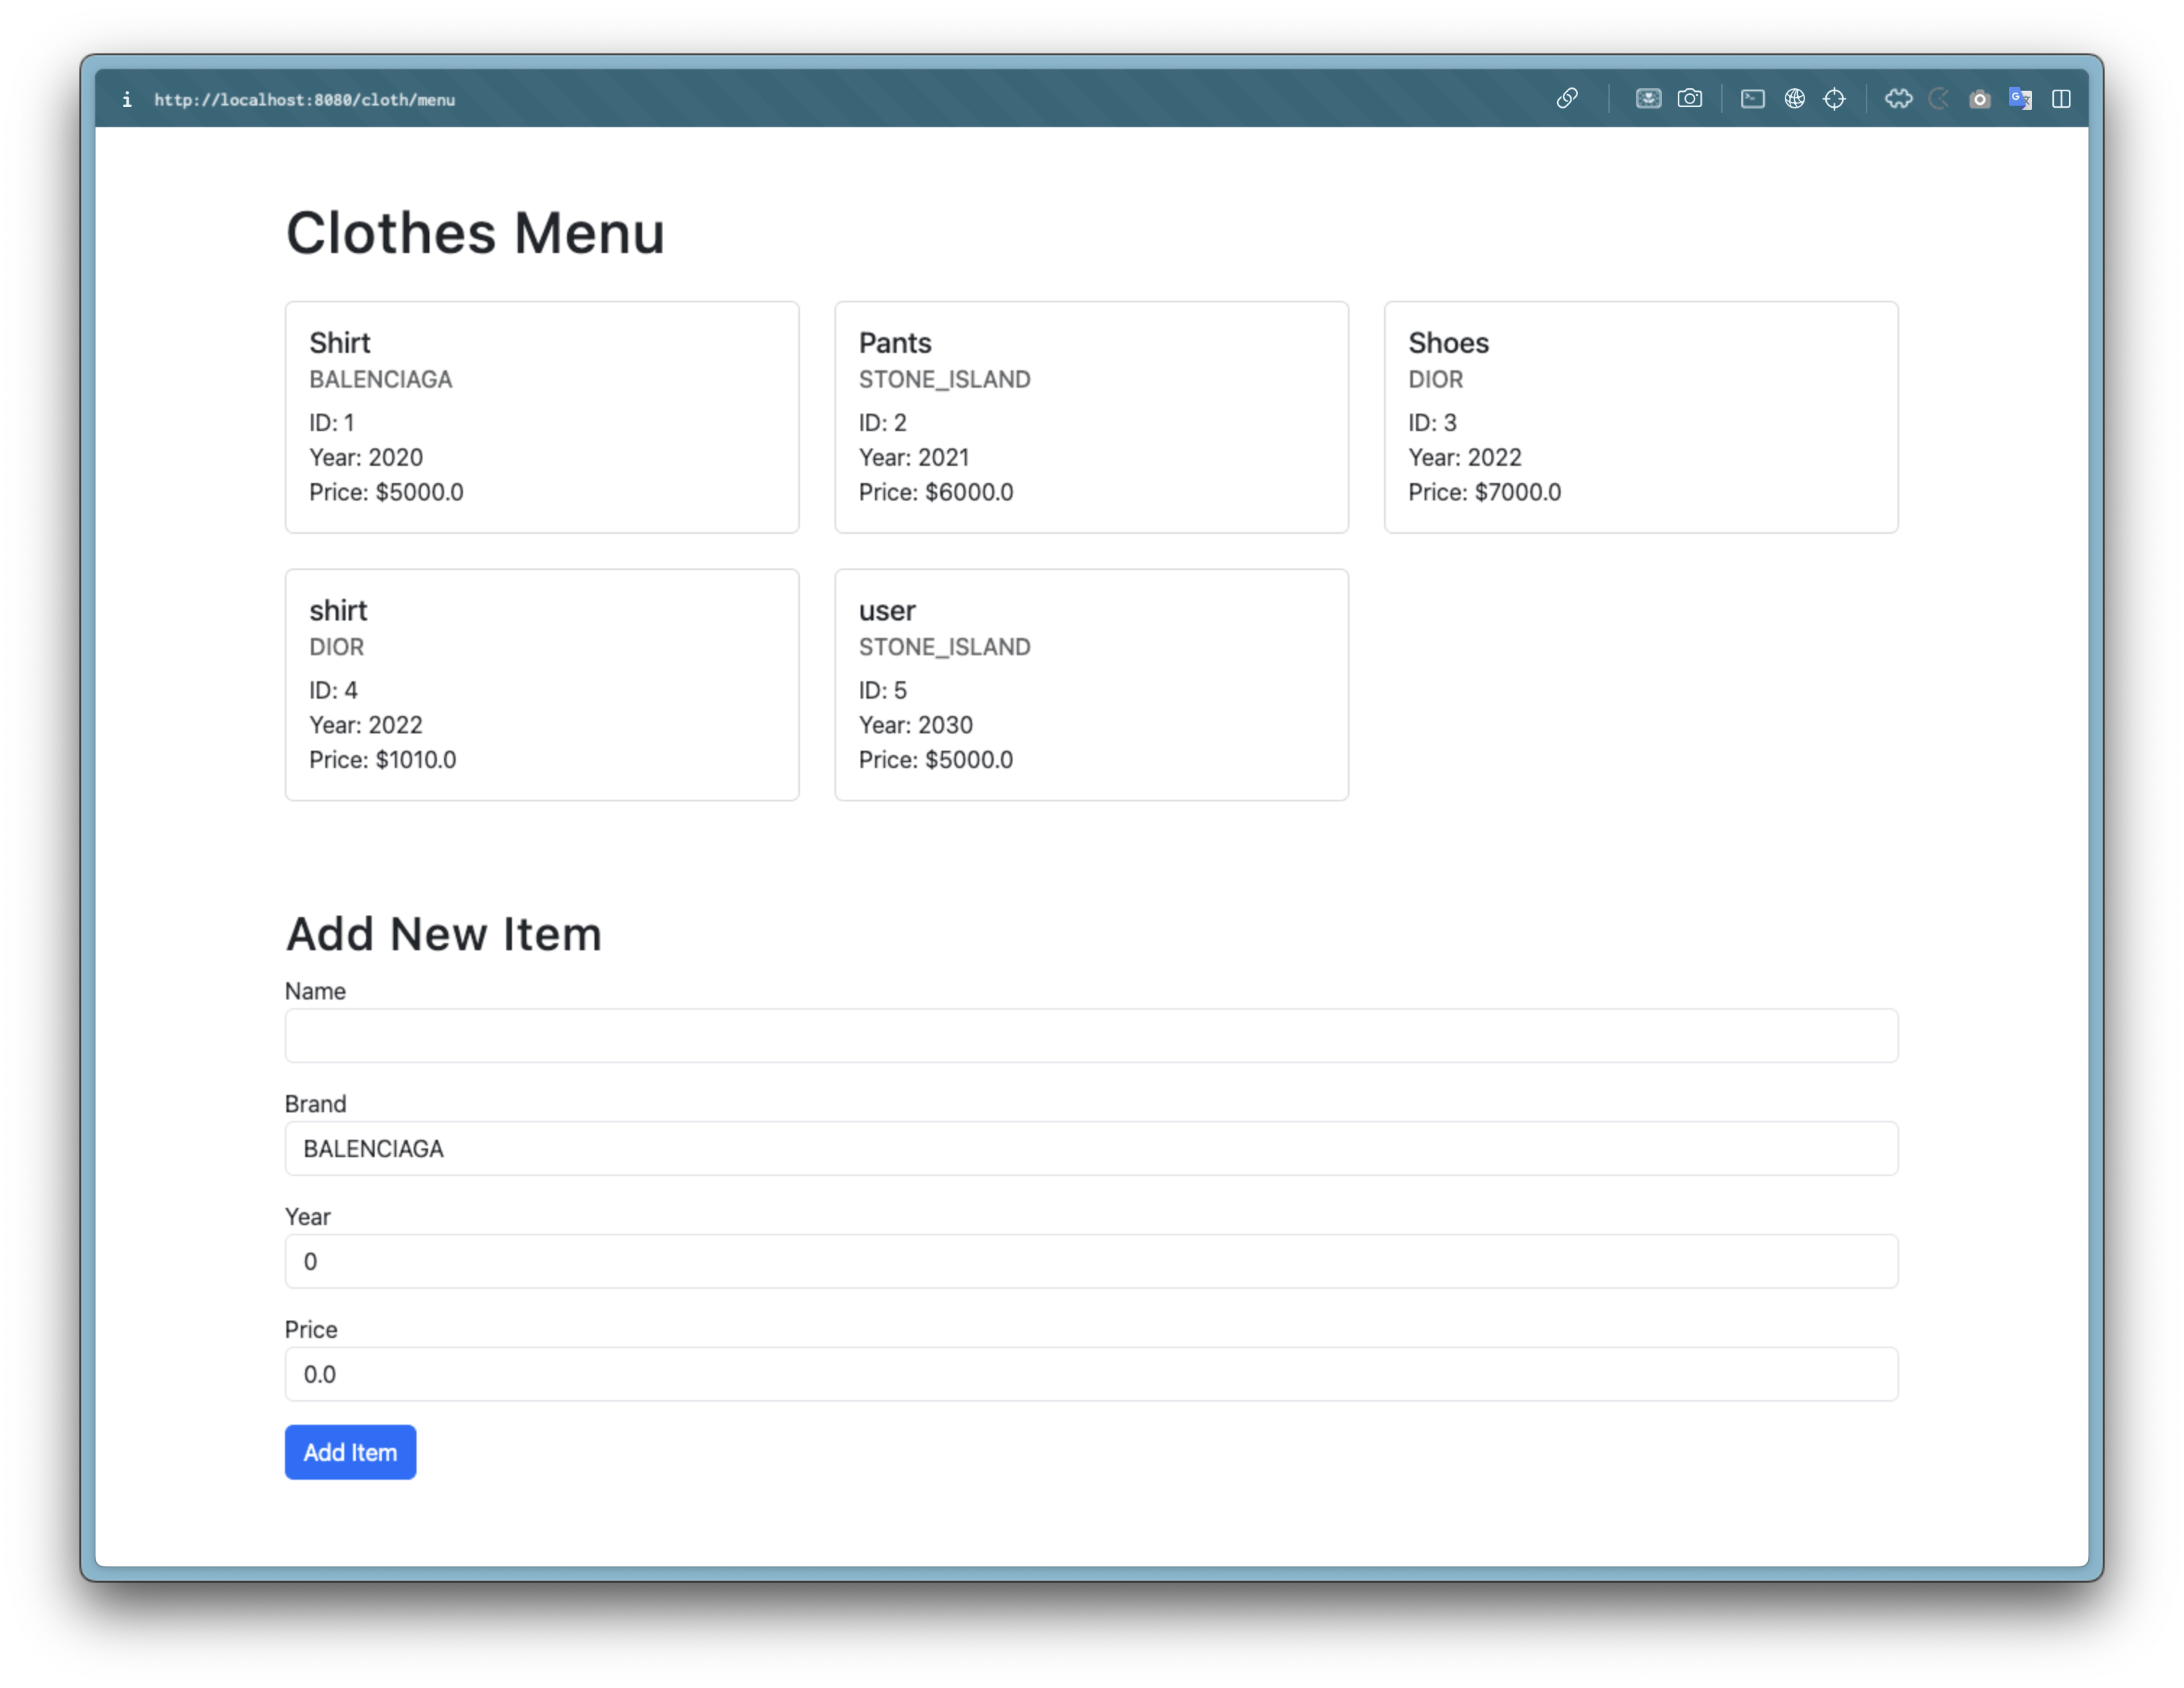 http://localhost:8080/cloth/menu
Clothes Menu
Shirt
BALENCIAGA
ID: 1
Year: 2020
Price: $5000.0
Pants
STONE_ISLAND
ID: 2
Year: 2021
Price: $6000.0
Shoes
DIOR
ID: 3
Year: 2022
Price: $7000.0
shirt
DIOR
ID: 4
Year: 2022
Price: $1010.0
user
STONE_ISLAND
ID: 5
Year: 2030
Price: $5000.0
Add New Item
Name
Brand
BALENCIAGA
Year
0
Price
0.0
Add Item